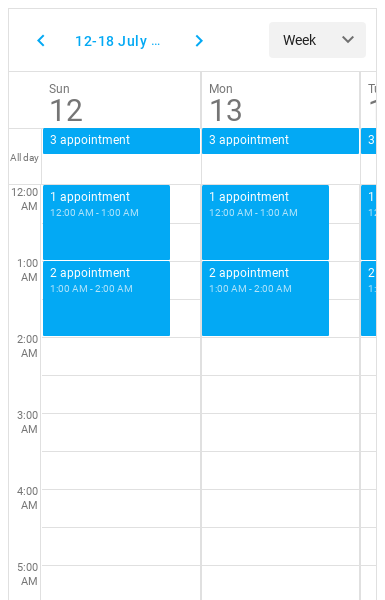 12-18 July ...
Week
Sun
12
Mon
13
All day
3 appointment
3 appointment
3
12:00 AM
1 appointment
12:00 AM - 1:00 AM
1 appointment
12:00 AM - 1:00 AM
1
1:00 AM
2 appointment
1:00 AM - 2:00 AM
2 appointment
1:00 AM - 2:00 AM
2
2:00 AM
3:00 AM
4:00 AM
5:00 AM